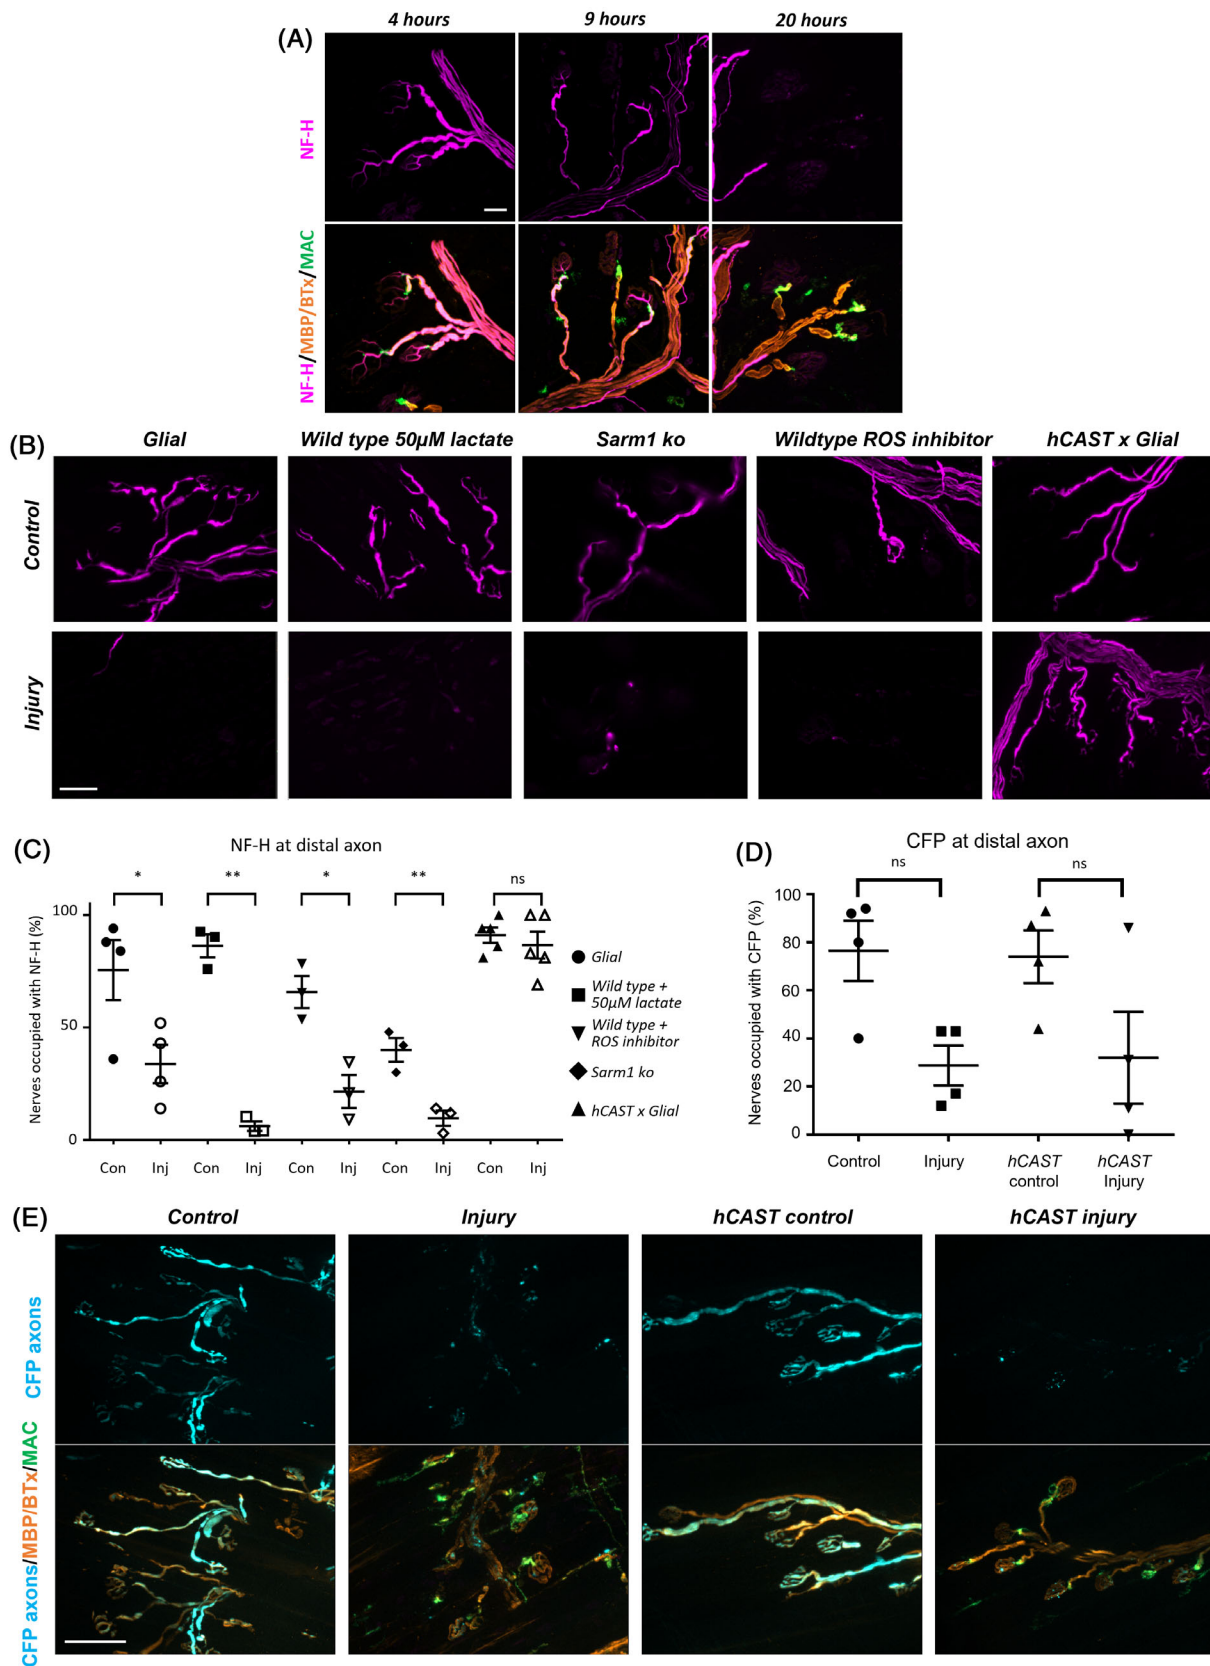 (A)
4 hours
9 hours
20 hours
NF-H
NF-H/MBP/BTx/MAC
(B)
Glial
Wild type 50µM lactate
Sarm1 ko
Wildtype ROS inhibitor
hCAST x Glial
Control
Injury
(C)
NF-H at distal axon
*
**
*
**
ns
Nerves occupied with NF-H (%)
100
50
0
Con
Inj
Con
Inj
Con
Inj
Con
Inj
Con
Inj
Glial
Wild type +
50µM lactate
Wild type +
ROS inhibitor
Sarm1 ko
hCAST x Glial
(D)
CFP at distal axon
ns
ns
Nerves occupied with CFP (%)
100
80
60
40
20
0
Control
Injury
hCAST
control
hCAST
Injury
(E)
Control
Injury
hCAST control
hCAST injury
CFP axons
CFP axons/MBP/BTx/MAC